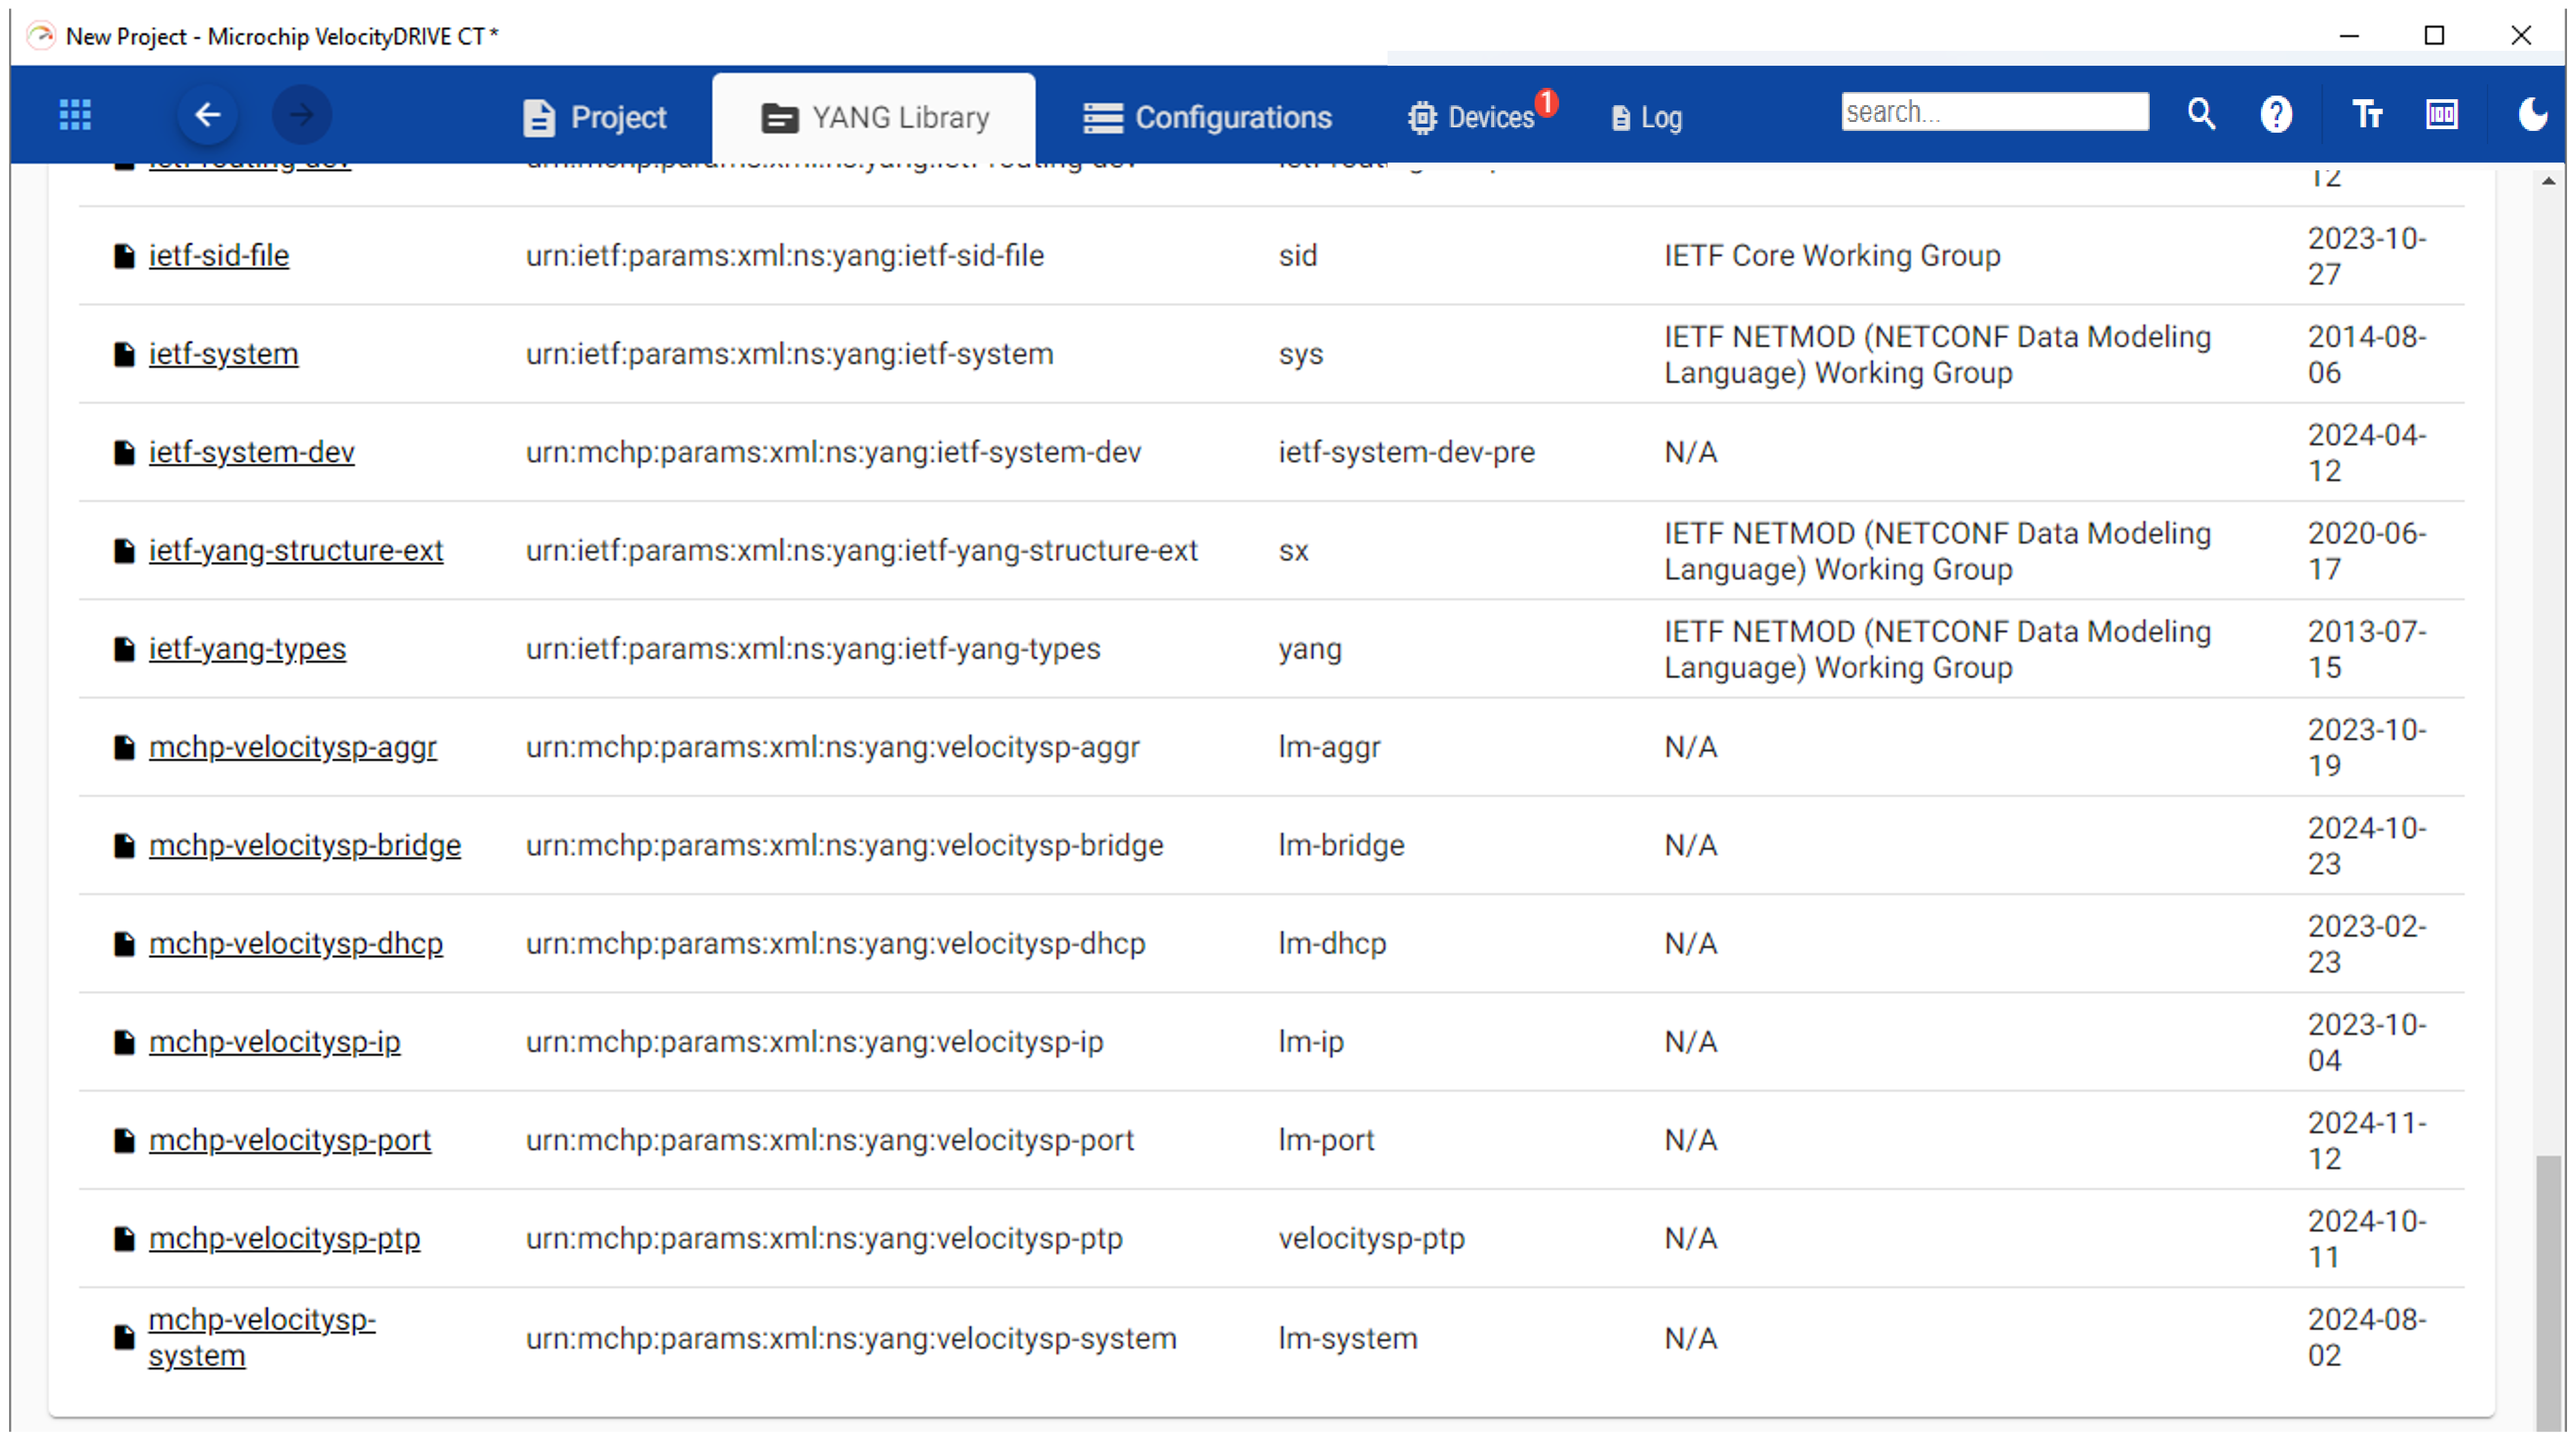 New Project - Microchip VelocityDRIVE CT *
Project YANG Library Configurations Devices 1 Log search... ? Tt 100
12
ietf-sid-file urn:ietf:params:xml:ns:yang:ietf-sid-file sid IETF Core Working Group 2023-10-
27
ietf-system urn:ietf:params:xml:ns:yang:ietf-system sys IETF NETMOD (NETCONF Data Modeling 2014-08-
Language) Working Group 06
ietf-system-dev urn:mchp:params:xml:ns:yang:ietf-system-dev ietf-system-dev-pre N/A 2024-04-
12
ietf-yang-structure-ext urn:ietf:params:xml:ns:yang:ietf-yang-structure-ext sx IETF NETMOD (NETCONF Data Modeling 2020-06-
Language) Working Group 17
ietf-yang-types urn:ietf:params:xml:ns:yang:ietf-yang-types yang IETF NETMOD (NETCONF Data Modeling 2013-07-
Language) Working Group 15
mchp-velocitysp-aggr urn:mchp:params:xml:ns:yang:velocitysp-aggr lm-aggr N/A 2023-10-
19
mchp-velocitysp-bridge urn:mchp:params:xml:ns:yang:velocitysp-bridge lm-bridge N/A 2024-10-
23
mchp-velocitysp-dhcp urn:mchp:params:xml:ns:yang:velocitysp-dhcp lm-dhcp N/A 2023-02-
23
mchp-velocitysp-ip urn:mchp:params:xml:ns:yang:velocitysp-ip lm-ip N/A 2023-10-
04
mchp-velocitysp-port urn:mchp:params:xml:ns:yang:velocitysp-port lm-port N/A 2024-11-
12
mchp-velocitysp-ptp urn:mchp:params:xml:ns:yang:velocitysp-ptp velocitysp-ptp N/A 2024-10-
11
mchp-velocitysp- urn:mchp:params:xml:ns:yang:velocitysp-system lm-system N/A 2024-08-
system 02